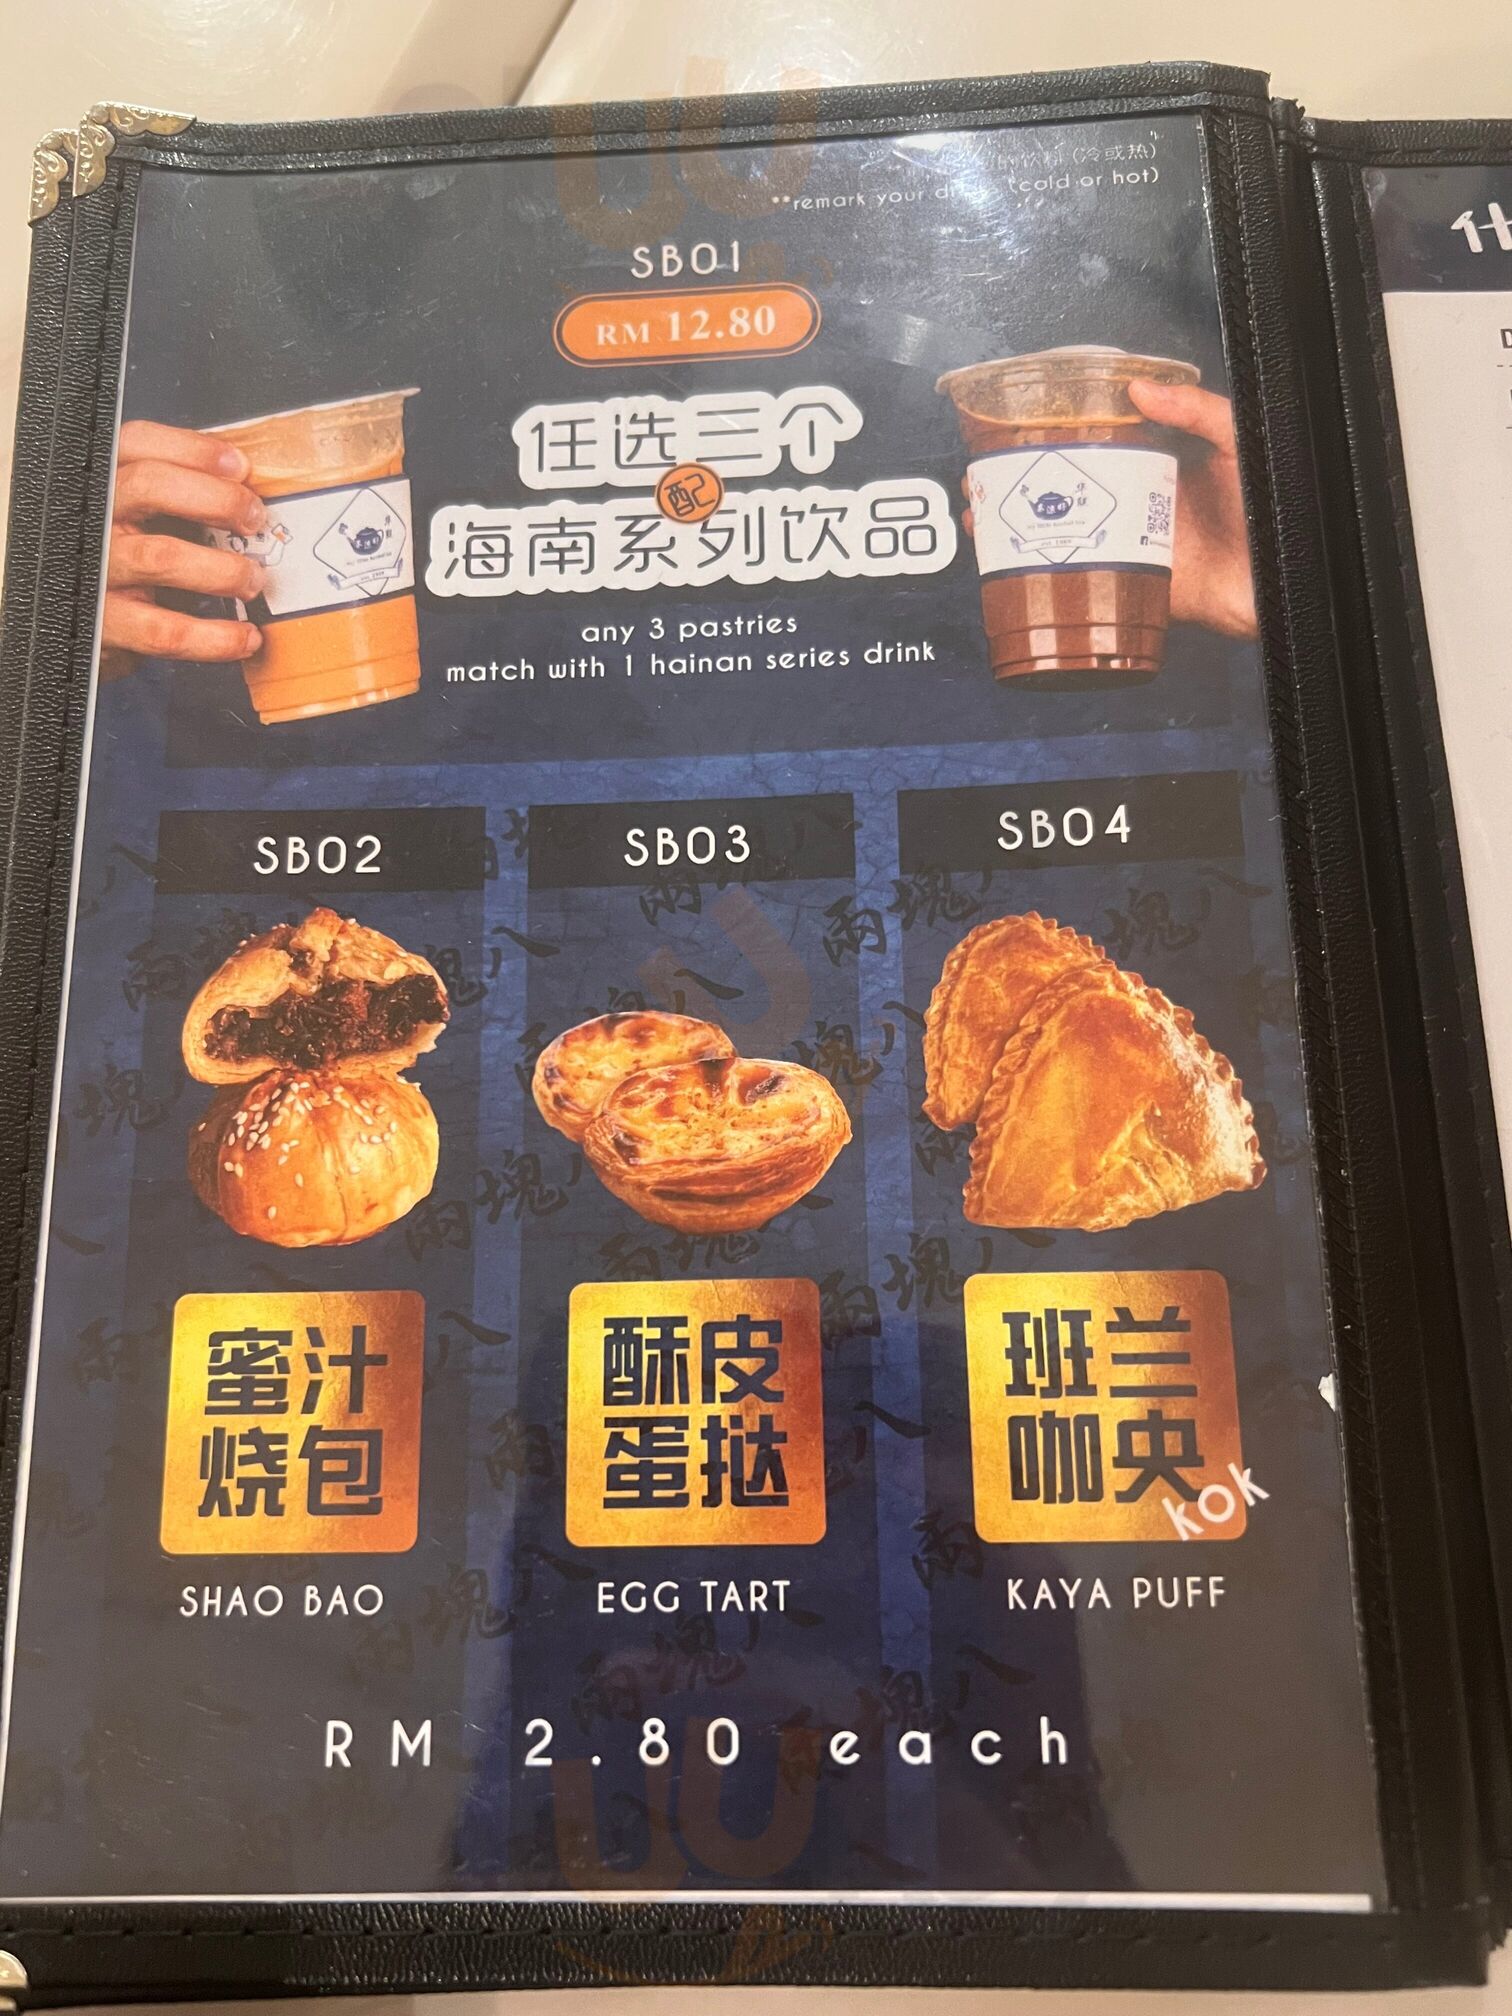 饮料（冷或热）
**remark your (cold or hot)
SB01
RM 12.80
任选三个
配
海南系列饮品
any 3 pastries
match with 1 hainan series drink
SB02
SB03
SB04
蜜汁
烧包
酥皮
蛋挞
班兰
咖央
kok
SHAO BAO
EGG TART
KAYA PUFF
RM 2.80 each